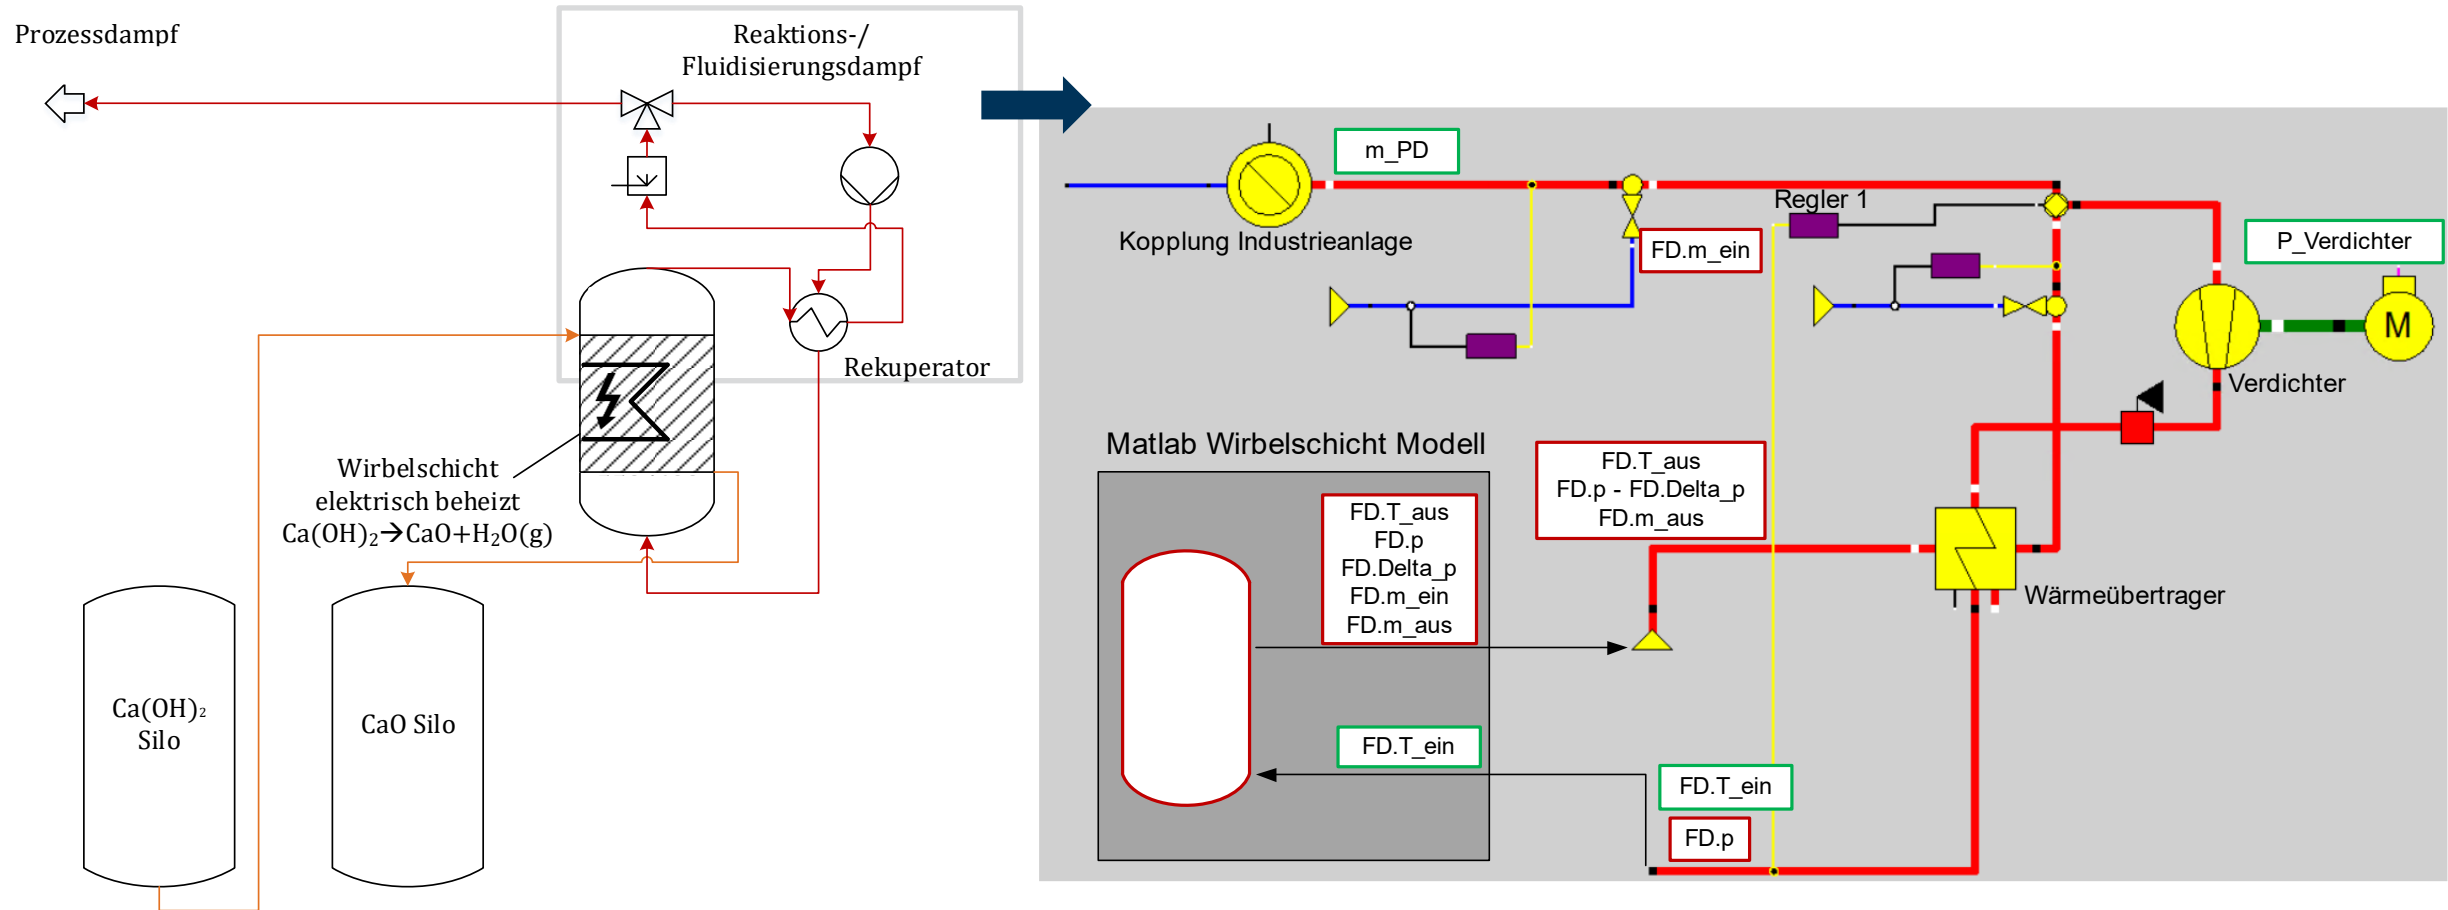 Prozessdampf
Reaktions-/
Fluidisierungsdampf
Rekuperator
Wirbelschicht
elektrisch beheizt
Ca(OH)₂→CaO+H₂O(g)
Ca(OH)₂
Silo
CaO Silo
m_PD
Kopplung Industrieanlage
Regler 1
FD.m_ein
P_Verdichter
M
Verdichter
Matlab Wirbelschicht Modell
FD.T_aus
FD.p
FD.Delta_p
FD.m_ein
FD.m_aus
FD.T_aus
FD.p - FD.Delta_p
FD.m_aus
Wärmeübertrager
FD.T_ein
FD.T_ein
FD.p